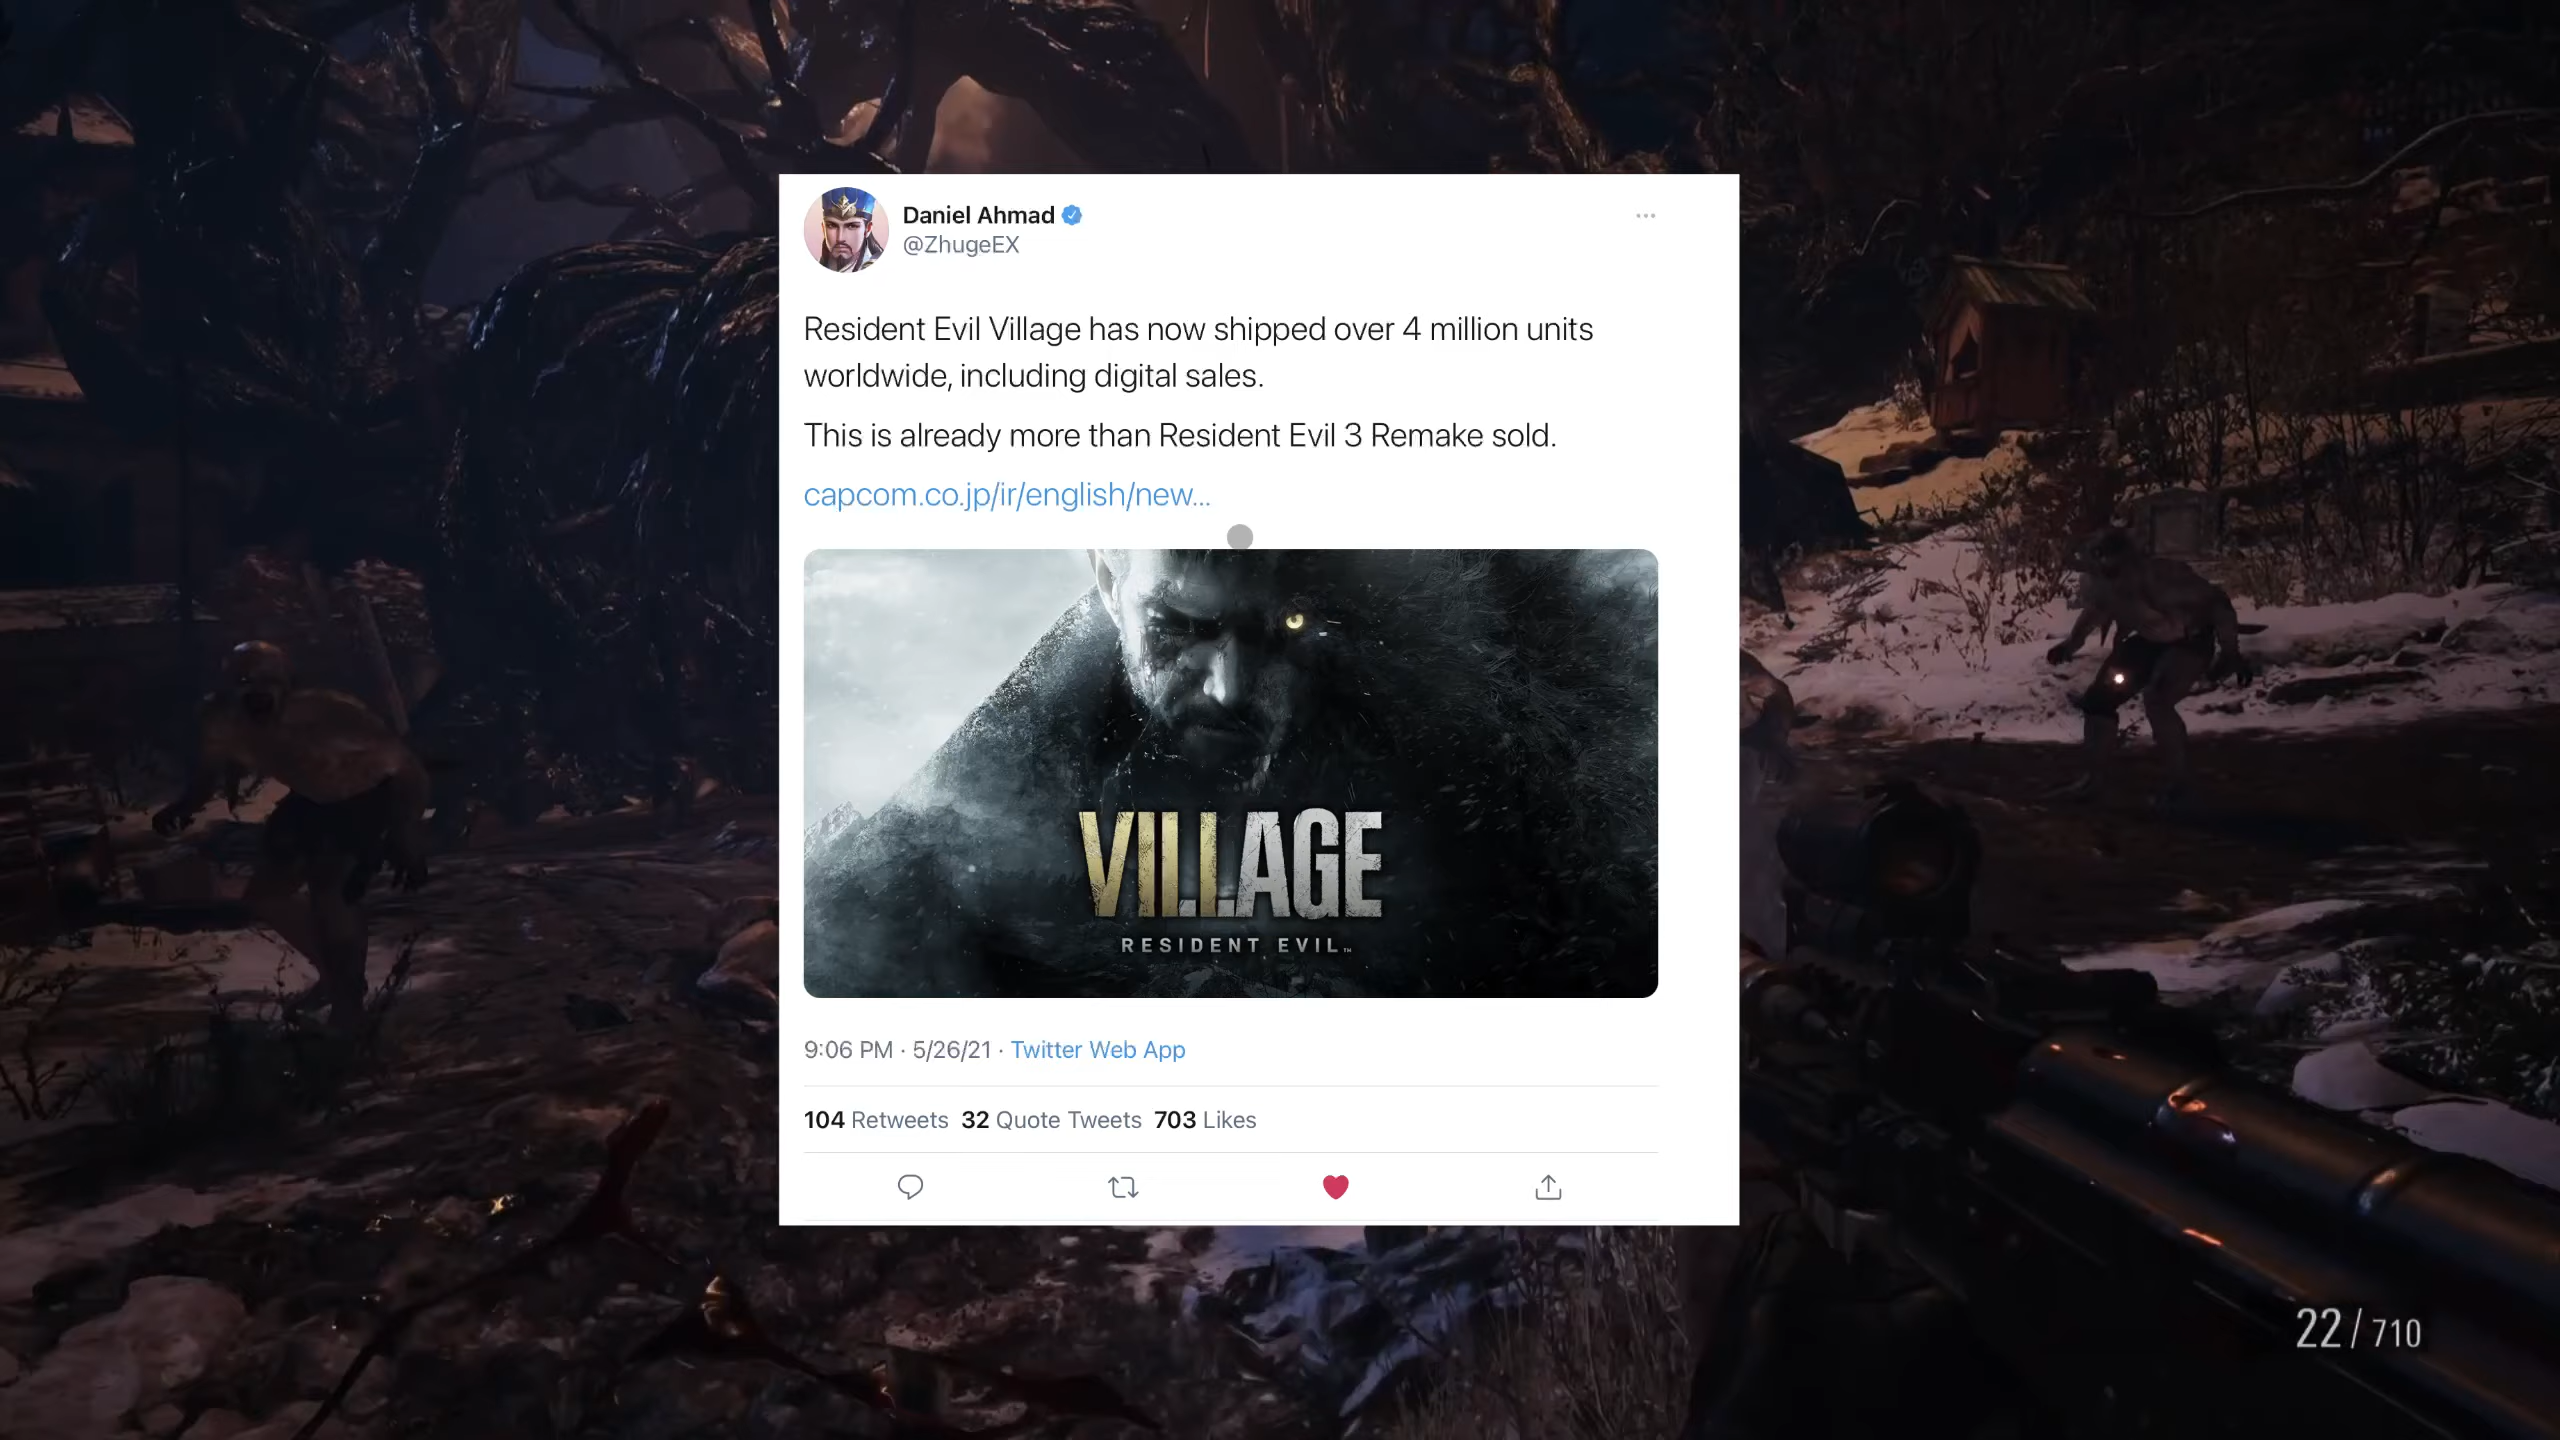 Daniel Ahmad
@ZhugeEX
Resident Evil Village has now shipped over 4 million units
worldwide, including digital sales.
This is already more than Resident Evil 3 Remake sold.
capcom.co.jp/ir/english/new...
VILLAGE
RESIDENT EVIL™
9:06 PM · 5/26/21 · Twitter Web App
104 Retweets 32 Quote Tweets 703 Likes
22/710